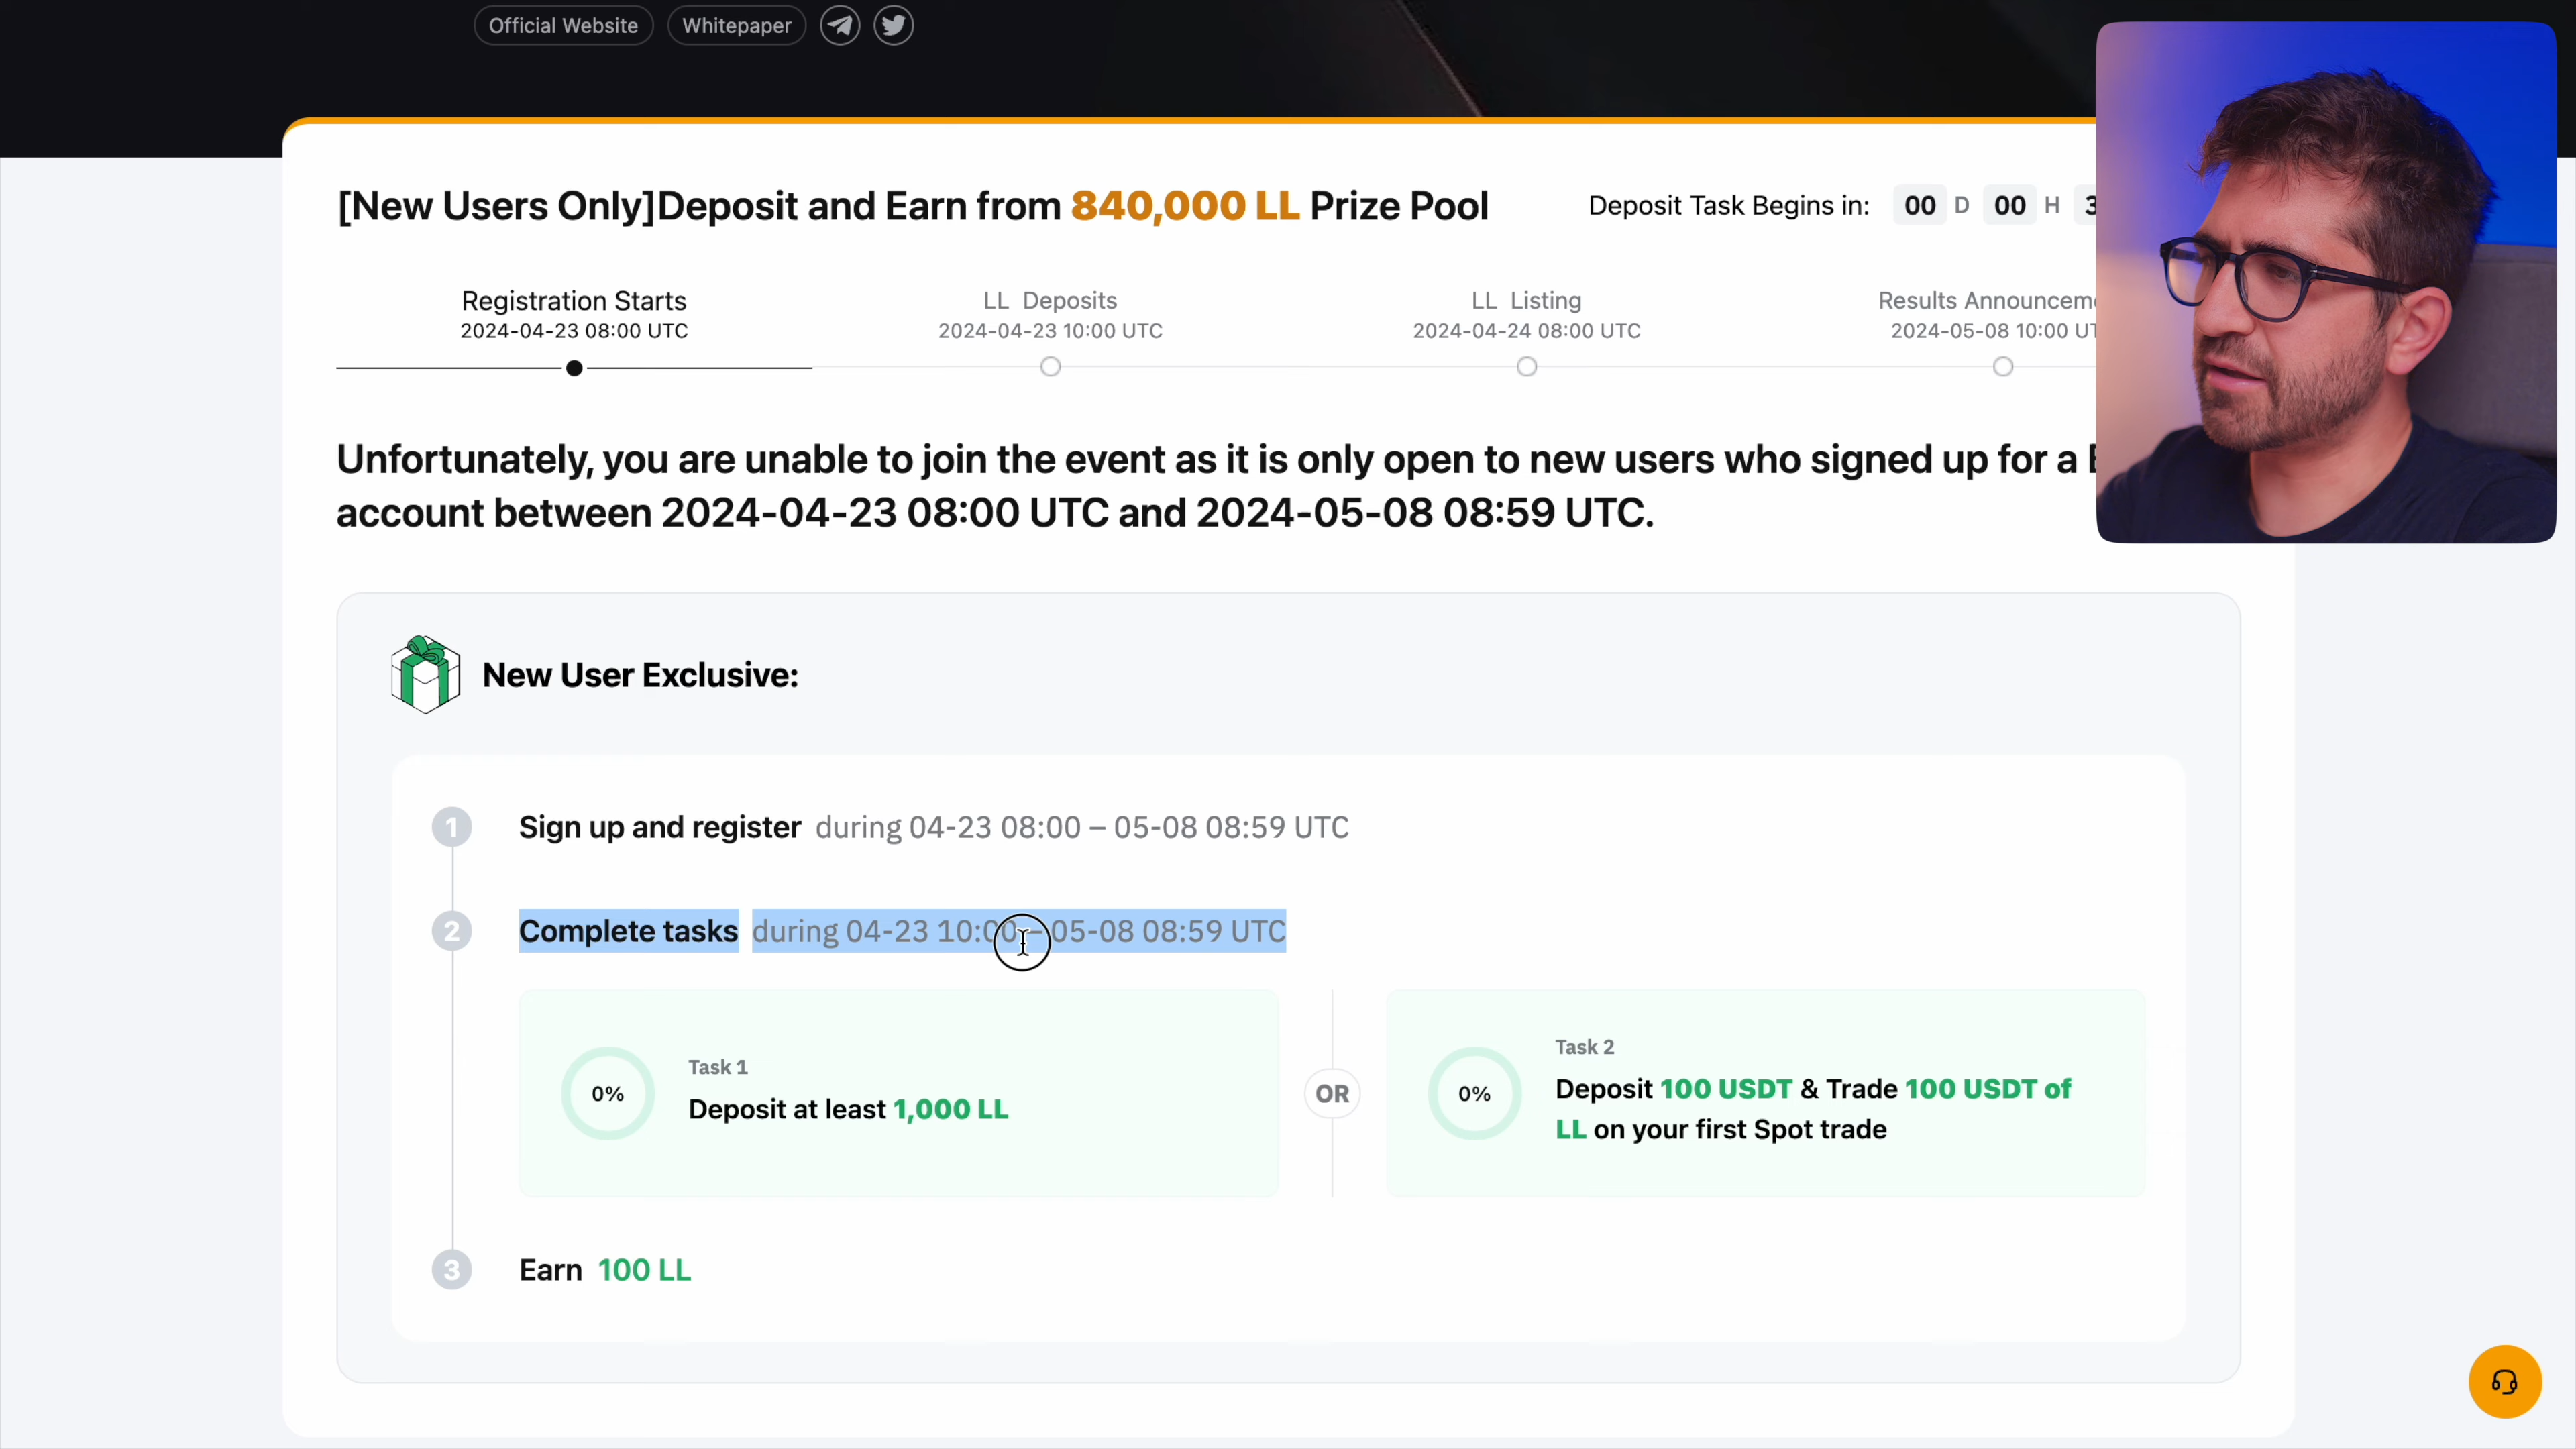 Official Website
Whitepaper
[New Users Only]Deposit and Earn from 840,000 LL Prize Pool
Deposit Task Begins in: 00 D 00 H
Registration Starts
2024-04-23 08:00 UTC
LL Deposits
2024-04-23 10:00 UTC
LL Listing
2024-04-24 08:00 UTC
Results
2024-05-08 10:00
Unfortunately, you are unable to join the event as it is only open to new users who signed up for a
account between 2024-04-23 08:00 UTC and 2024-05-08 08:59 UTC.
New User Exclusive:
1 Sign up and register during 04-23 08:00 – 05-08 08:59 UTC
2 Complete tasks during 04-23 10:00 – 05-08 08:59 UTC
0%
Task 1
Deposit at least 1,000 LL
OR
0%
Task 2
Deposit 100 USDT & Trade 100 USDT of
LL on your first Spot trade
3 Earn 100 LL